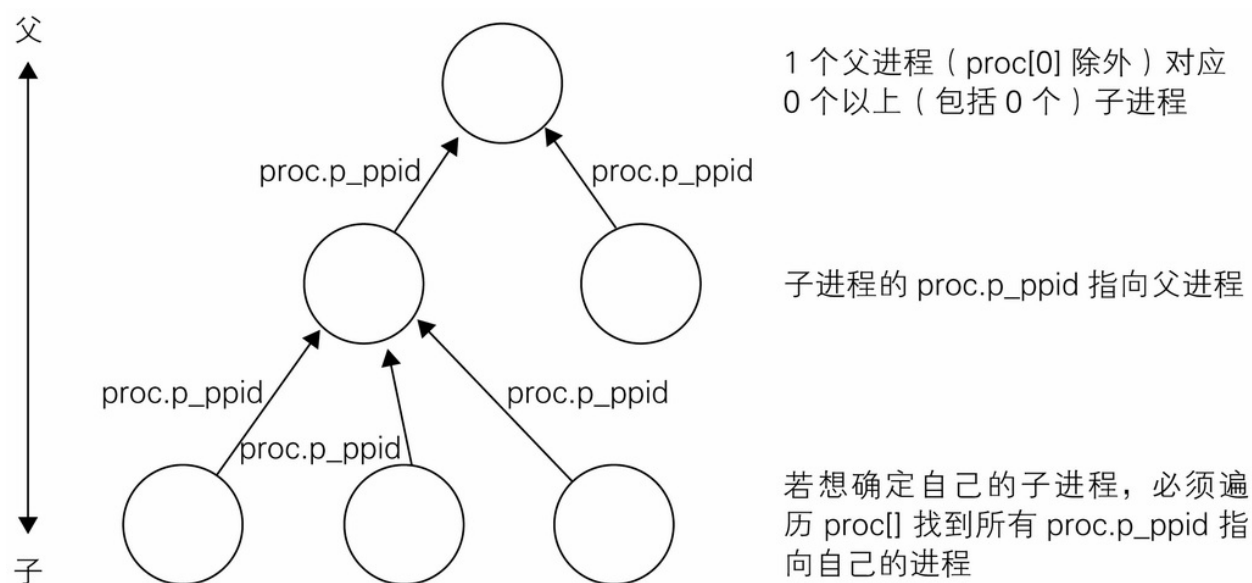 父
1 个父进程（proc[0] 除外）对应
0 个以上（包括 0 个）子进程
proc.p_ppid
proc.p_ppid
子进程的 proc.p_ppid 指向父进程
proc.p_ppid
proc.p_ppid
proc.p_ppid
若想确定自己的子进程，必须遍
历 proc[] 找到所有 proc.p_ppid 指
向自己的进程
子